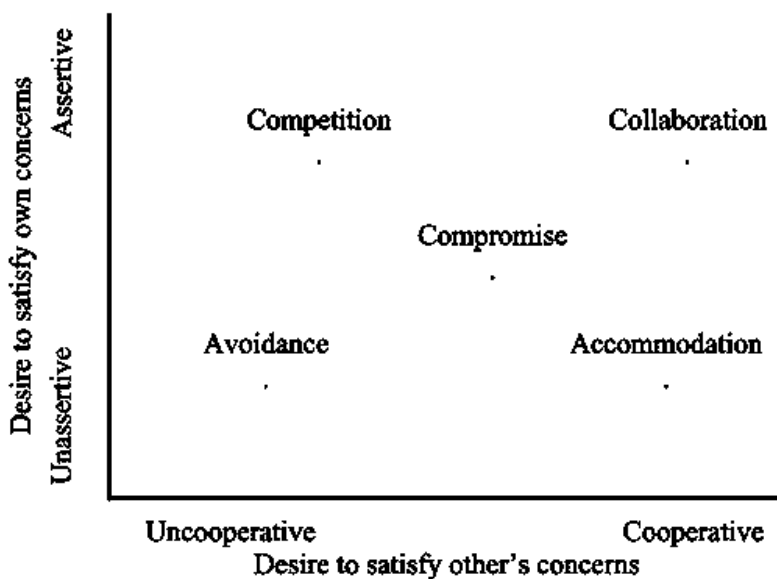 Desire to satisfy own concerns
Assertive
Unassertive
Competition
Collaboration
Compromise
Avoidance
Accommodation
Uncooperative
Cooperative
Desire to satisfy other's concerns